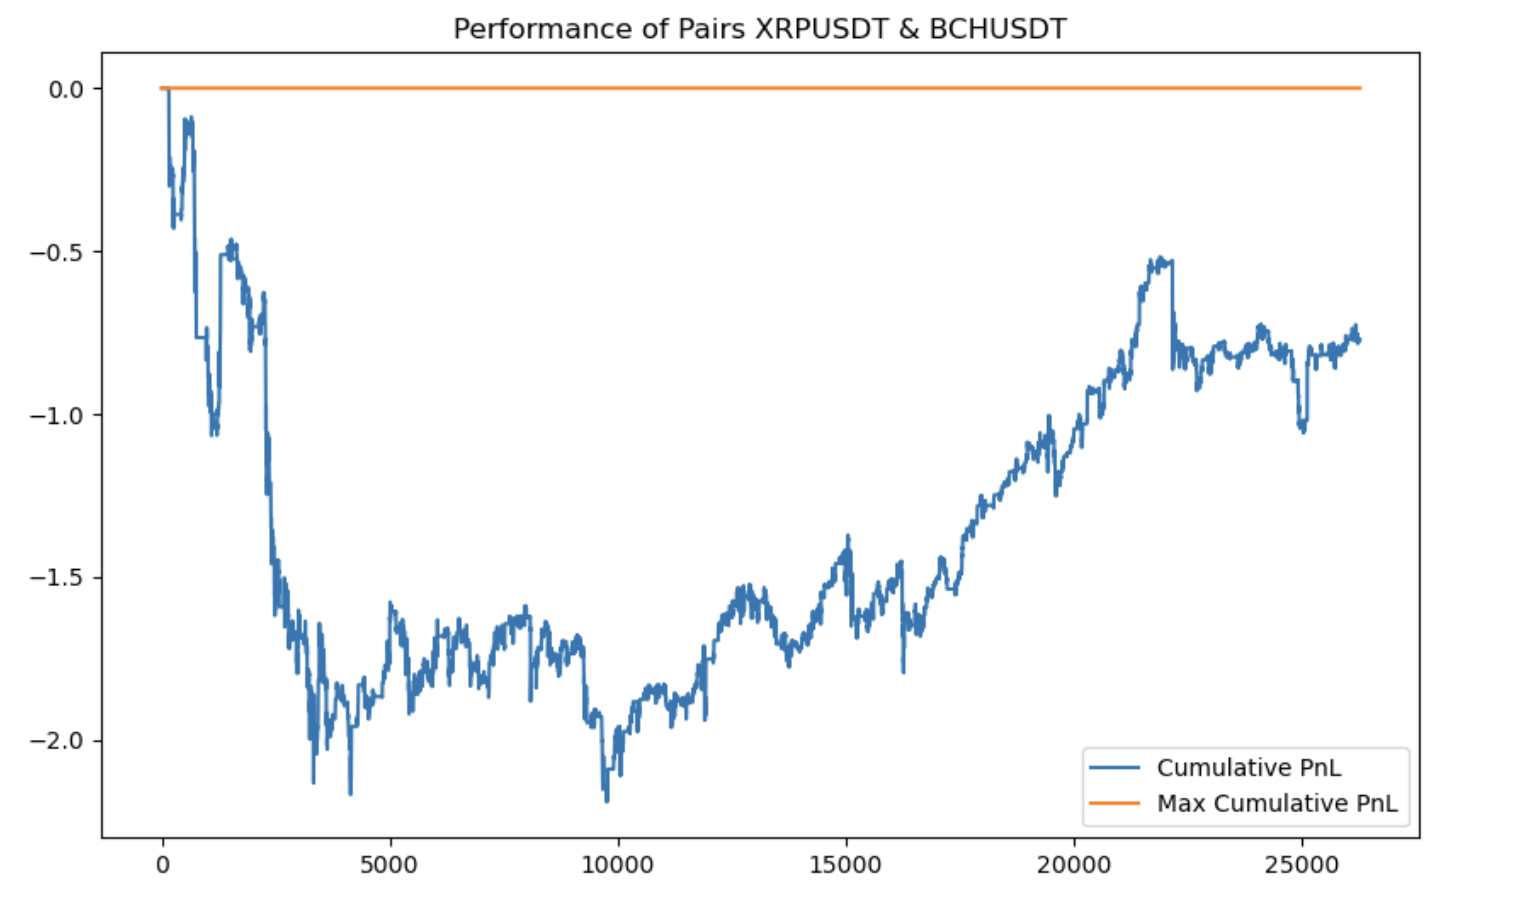 Performance of Pairs XRPUSDT & BCHUSDT
0.0
−0.5
−1.0
−1.5
−2.0
Cumulative PnL
Max Cumulative PnL
0 5000 10000 15000 20000 25000